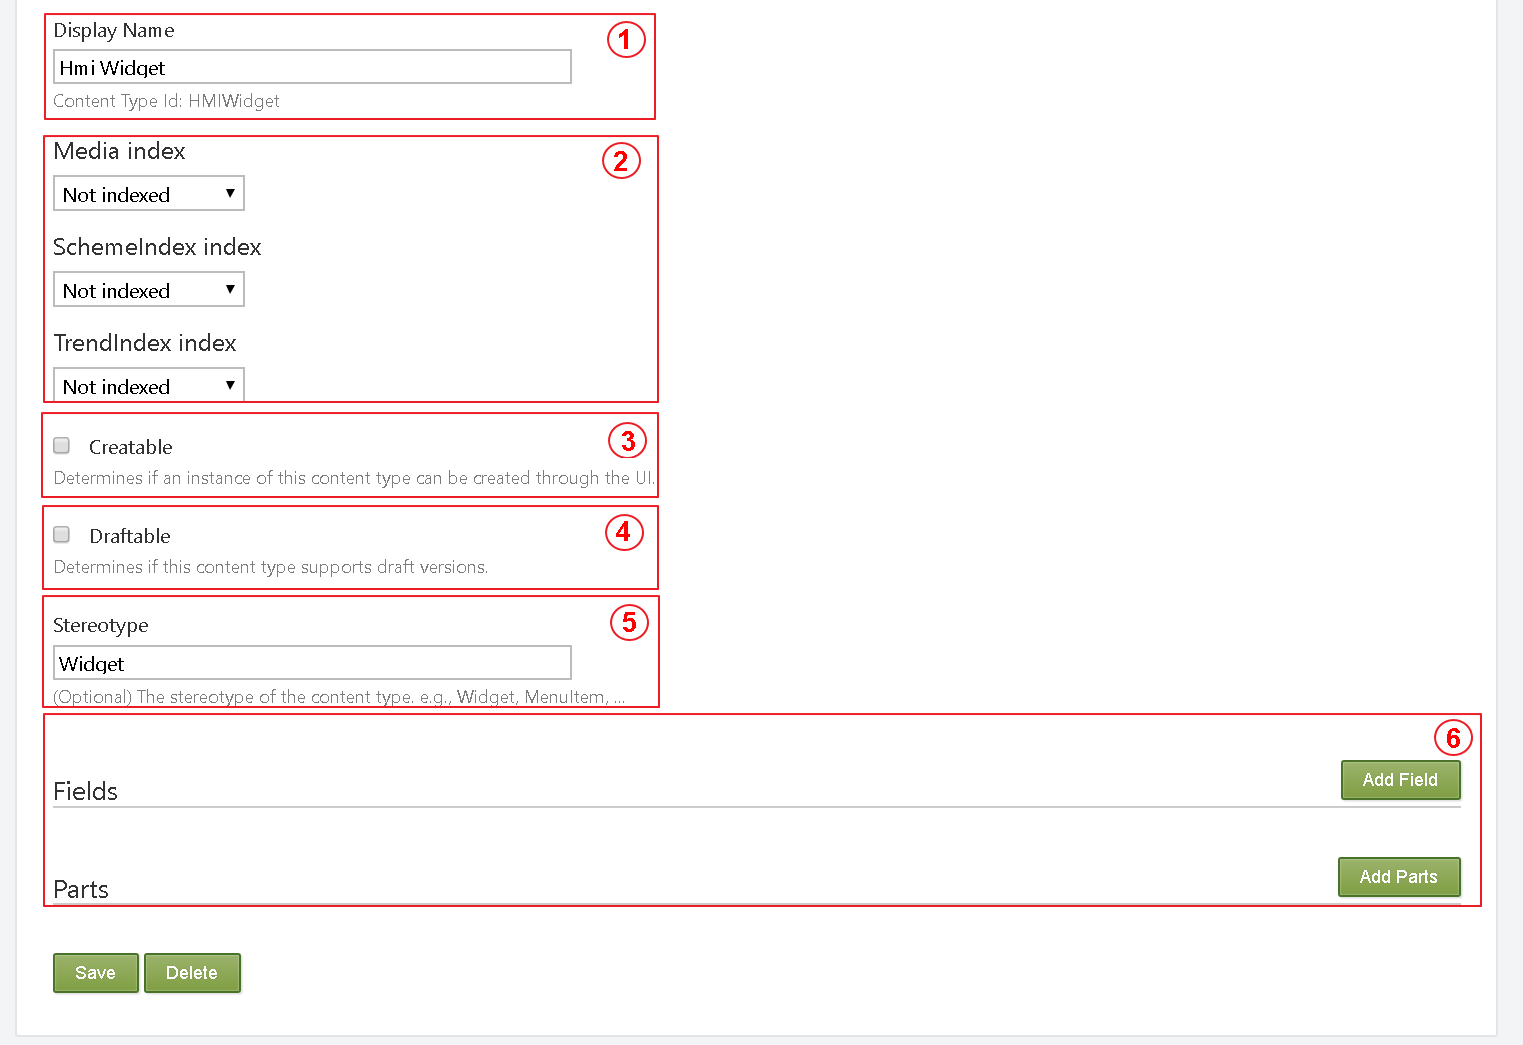 Display Name
1
Hmi Widget
Content Type Id: HMIWidget
Media index
2
Not indexed
SchemeIndex index
Not indexed
TrendIndex index
Not indexed
Creatable
3
Determines if an instance of this content type can be created through the UI.
Draftable
4
Determines if this content type supports draft versions.
Stereotype
5
Widget
(Optional) The stereotype of the content type. e.g., Widget, MenuItem, ...
6
Fields
Add Field
Parts
Add Parts
Save Delete